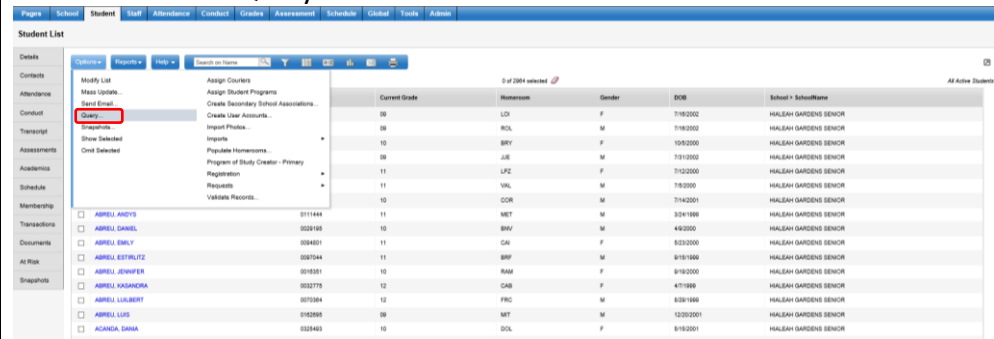 Pages School Student Staff Attendance Conduct Grades Assessment Schedule Global Tools Admin
Student List
Details
Contacts
Attendance
Conduct
Transcript
Assessments
Academics
Schedule
Membership
Transactions
Documents
At Risk
Snapshots
Options Reports Help Search on Name
0 of 2964 selected All Active Students
Modify List
Mass Update...
Send Email...
Query...
Snapshots...
Show Selected
Omit Selected
Assign Couriers
Assign Student Programs
Create Secondary School Associations...
Create User Accounts...
Import Photos...
Imports
Populate Homerooms...
Program of Study Creator - Primary
Registration
Requests
Validate Records...
Current Grade Homeroom Gender DOB School > SchoolName
09 LDI F 7/16/2002 HIALEAH GARDENS SENIOR
09 ROL M 7/18/2002 HIALEAH GARDENS SENIOR
10 BRY F 10/5/2000 HIALEAH GARDENS SENIOR
09 JJE M 7/31/2002 HIALEAH GARDENS SENIOR
11 LPZ F 7/12/2000 HIALEAH GARDENS SENIOR
11 VAL M 7/5/2000 HIALEAH GARDENS SENIOR
10 COR M 7/14/2001 HIALEAH GARDENS SENIOR
ABREU, ANDYS 0111444 11 MET M 3/24/1998 HIALEAH GARDENS SENIOR
ABREU, DANIEL 0029195 10 BNV M 4/9/2000 HIALEAH GARDENS SENIOR
ABREU, EMILY 0094501 11 CAI F 5/23/2000 HIALEAH GARDENS SENIOR
ABREU, ESTIRLITZ 0097044 11 BRF M 9/15/1999 HIALEAH GARDENS SENIOR
ABREU, JENNIFER 0015351 10 RAM F 9/19/2000 HIALEAH GARDENS SENIOR
ABREU, KASANDRA 0032775 12 CAB F 4/7/1999 HIALEAH GARDENS SENIOR
ABREU, LUILBERT 0070384 12 FRC M 8/29/1999 HIALEAH GARDENS SENIOR
ABREU, LUIS 0162695 09 MIT M 12/20/2001 HIALEAH GARDENS SENIOR
ACANDA, DANIA 0325493 10 DOL F 5/15/2001 HIALEAH GARDENS SENIOR